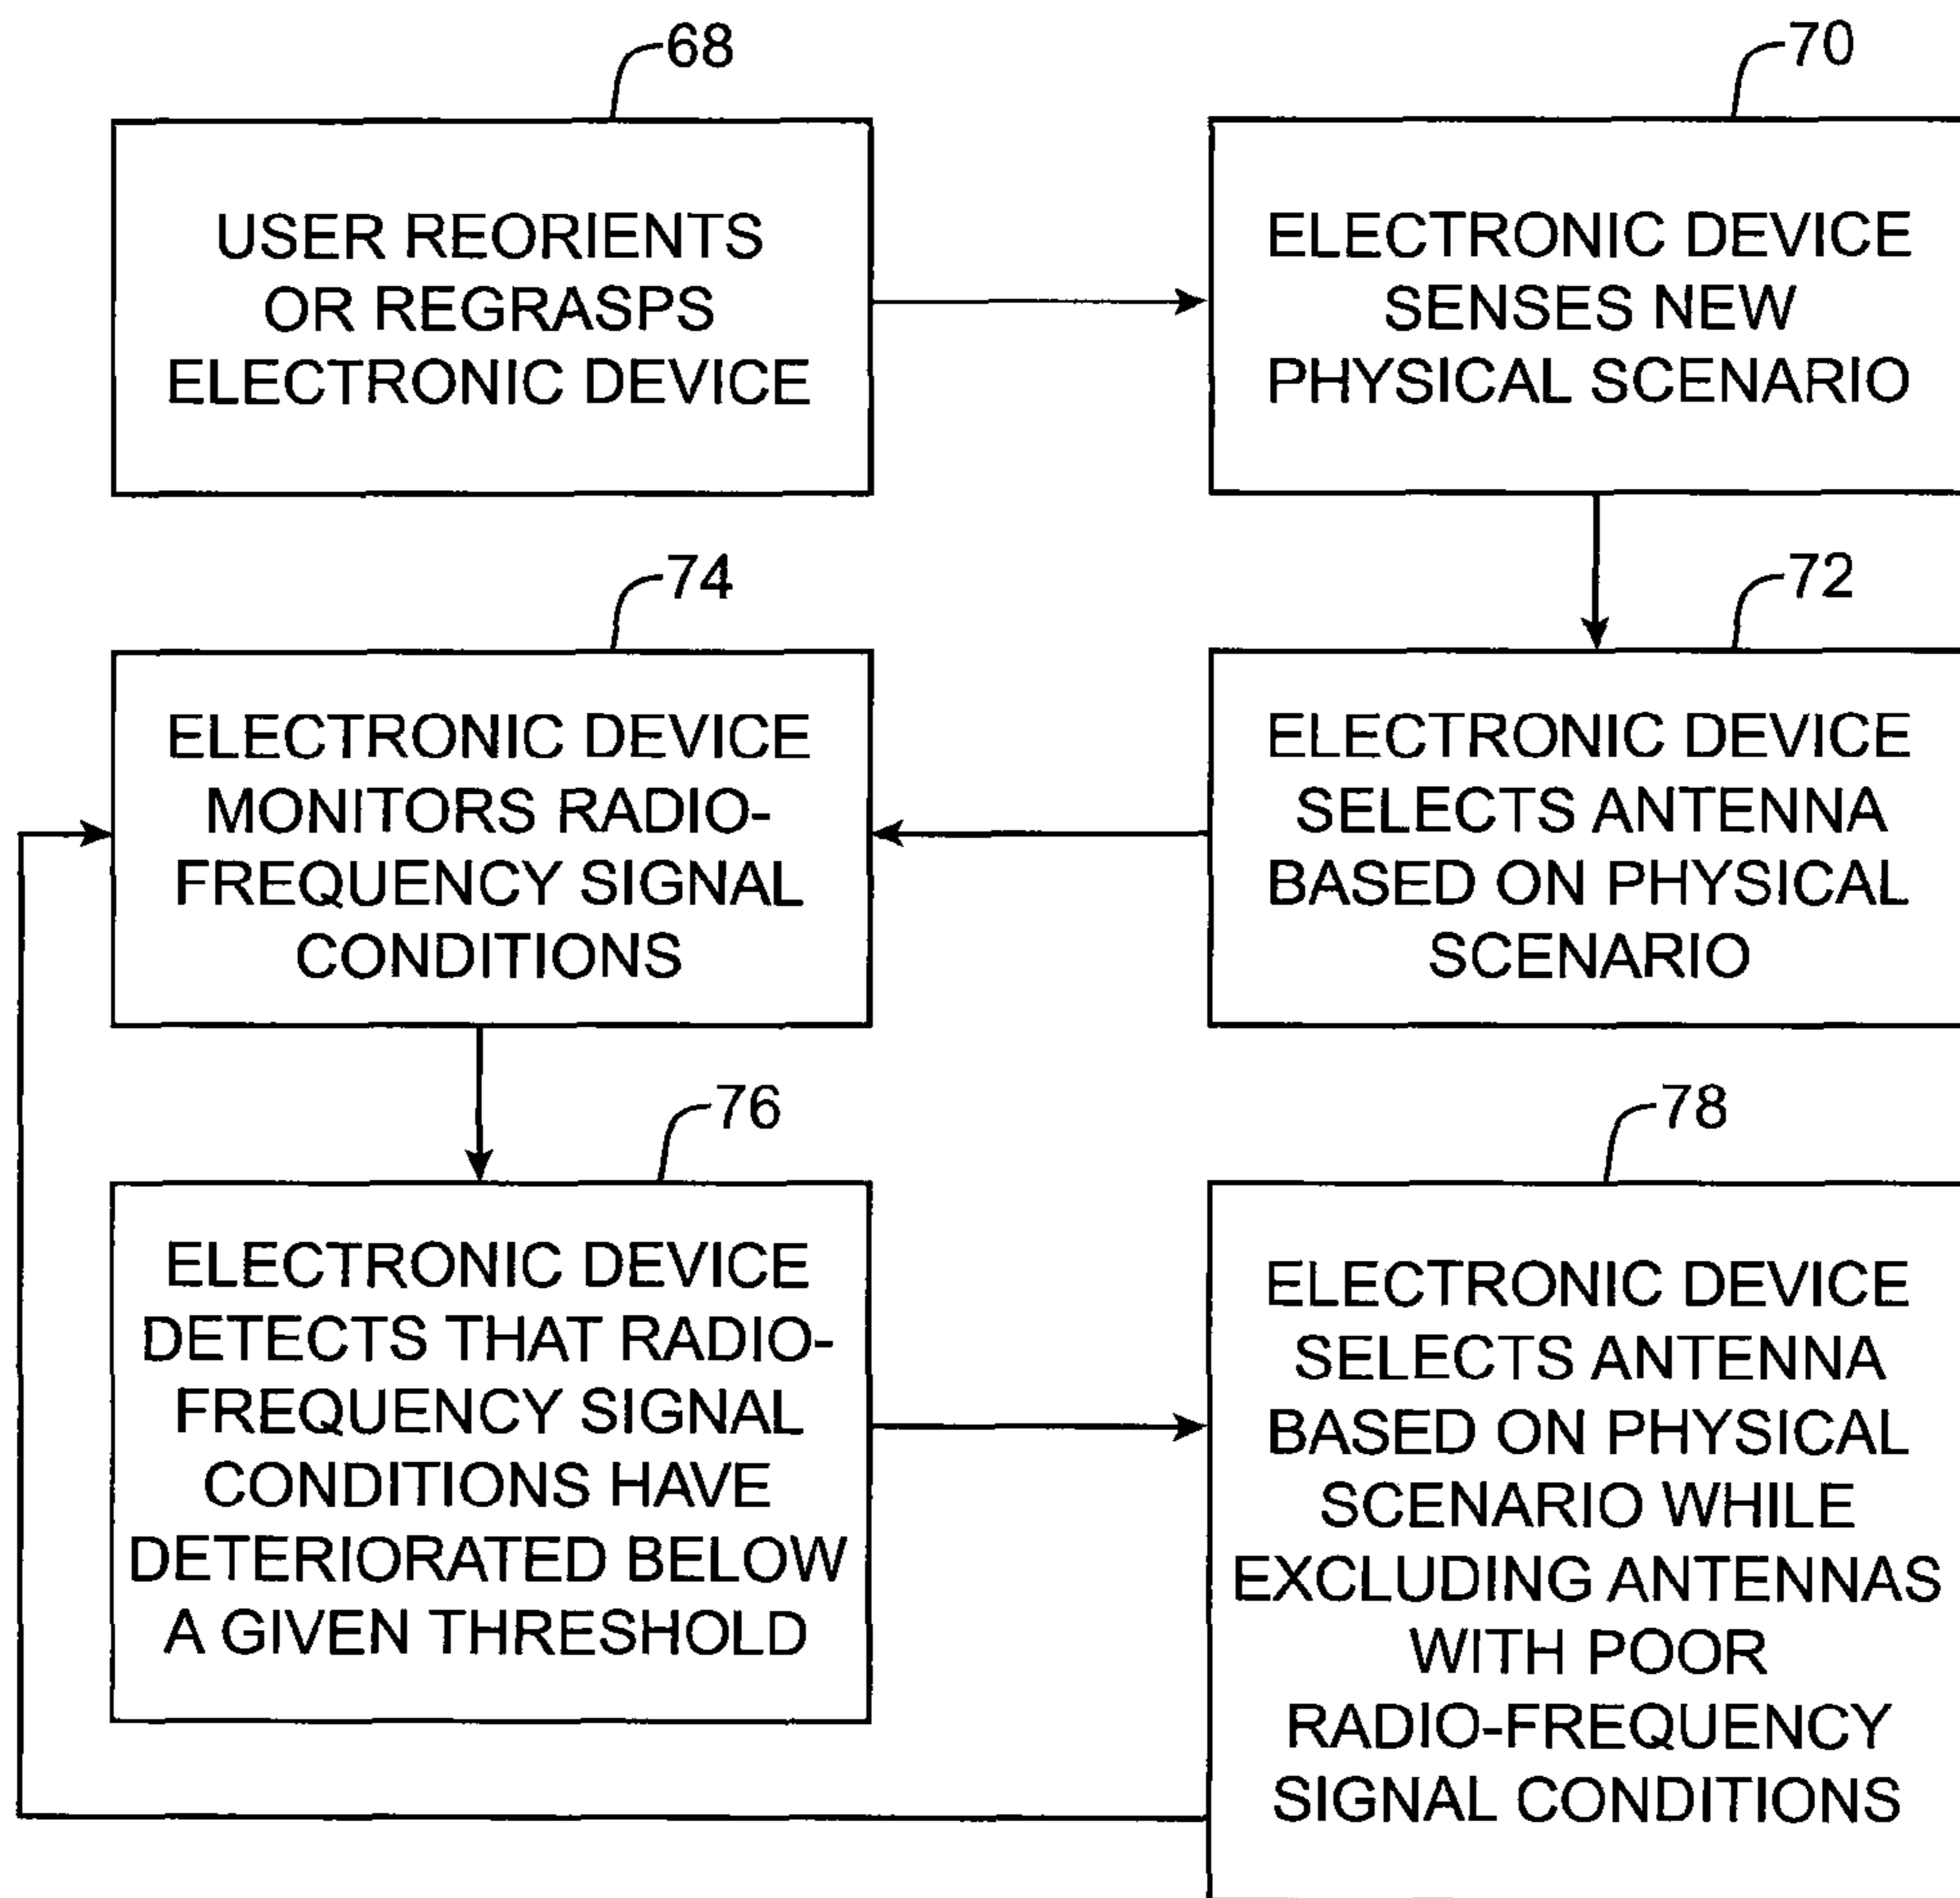 68
USER REORIENTS
OR REGRASPS
ELECTRONIC DEVICE
70
ELECTRONIC DEVICE
SENSES NEW
PHYSICAL SCENARIO
72
ELECTRONIC DEVICE
SELECTS ANTENNA
BASED ON PHYSICAL
SCENARIO
74
ELECTRONIC DEVICE
MONITORS RADIO-
FREQUENCY SIGNAL
CONDITIONS
76
ELECTRONIC DEVICE
DETECTS THAT RADIO-
FREQUENCY SIGNAL
CONDITIONS HAVE
DETERIORATED BELOW
A GIVEN THRESHOLD
78
ELECTRONIC DEVICE
SELECTS ANTENNA
BASED ON PHYSICAL
SCENARIO WHILE
EXCLUDING ANTENNAS
WITH POOR
RADIO-FREQUENCY
SIGNAL CONDITIONS